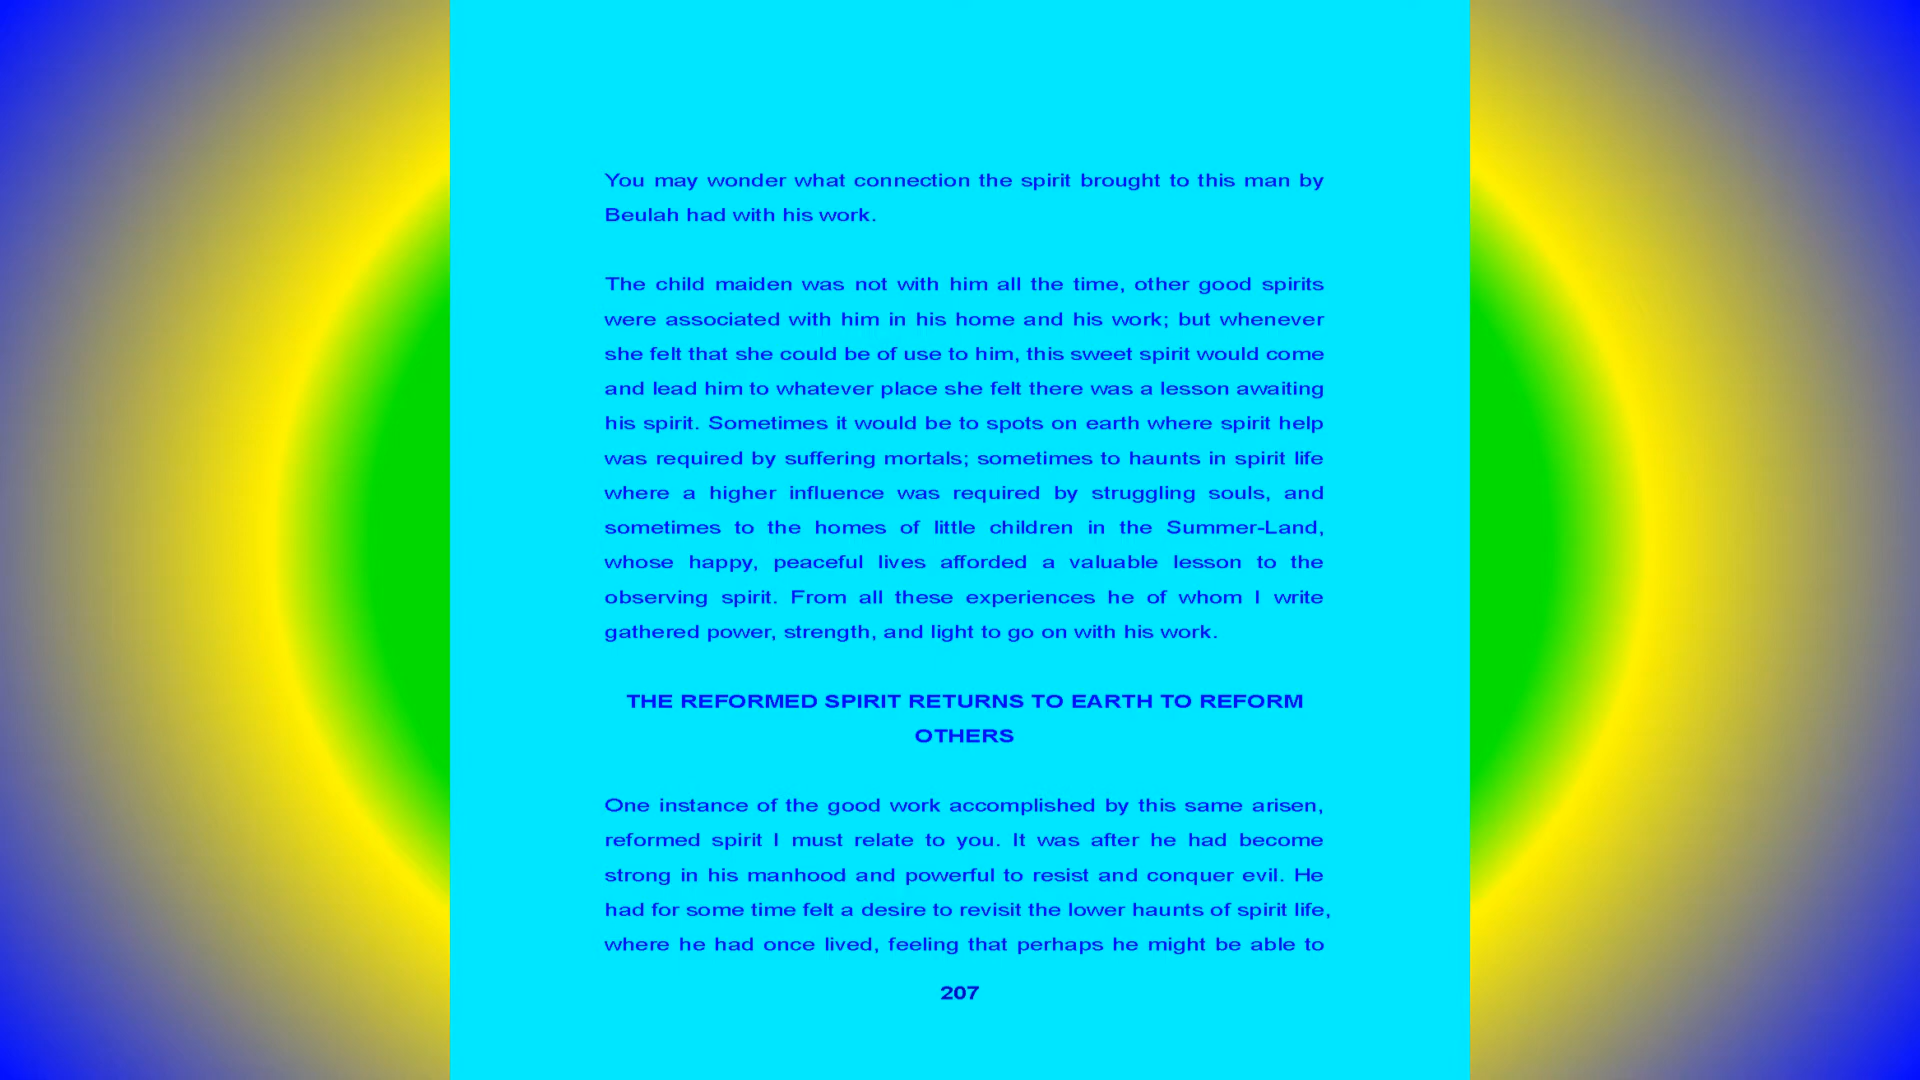 You may wonder what connection the spirit brought to this man by
Beulah had with his work.
The child maiden was not with him all the time, other good spirits
were associated with him in his home and his work; but whenever
she felt that she could be of use to him, this sweet spirit would come
and lead him to whatever place she felt there was a lesson awaiting
his spirit. Sometimes it would be to spots on earth where spirit help
was required by suffering mortals; sometimes to haunts in spirit life
where a higher influence was required by struggling souls, and
sometimes to the homes of little children in the Summer-Land,
whose happy, peaceful lives afforded a valuable lesson to the
observing spirit. From all these experiences he of whom I write
gathered power, strength, and light to go on with his work.
THE REFORMED SPIRIT RETURNS TO EARTH TO REFORM
OTHERS
One instance of the good work accomplished by this same arisen,
reformed spirit I must relate to you. It was after he had become
strong in his manhood and powerful to resist and conquer evil. He
had for some time felt a desire to revisit the lower haunts of spirit life,
where he had once lived, feeling that perhaps he might be able to
207